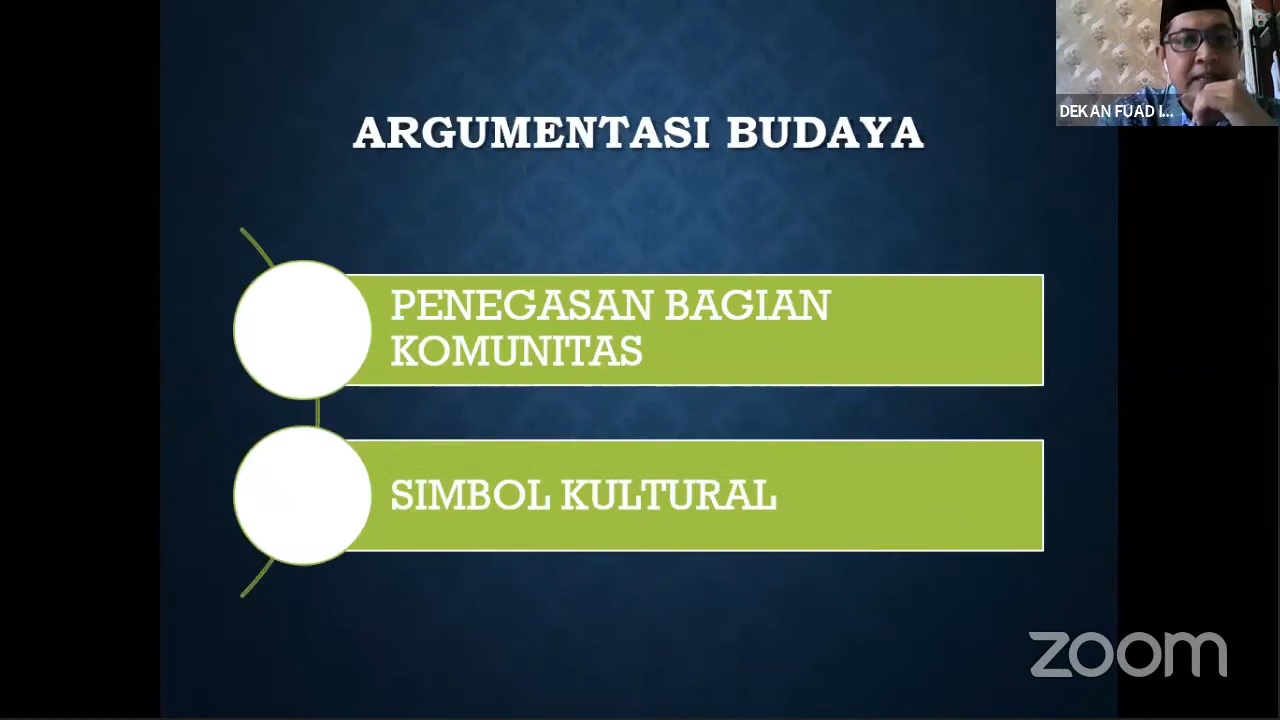 DEKAN FUAD I...
ARGUMENTASI BUDAYA
PENEGASAN BAGIAN
KOMUNITAS
SIMBOL KULTURAL
zoom